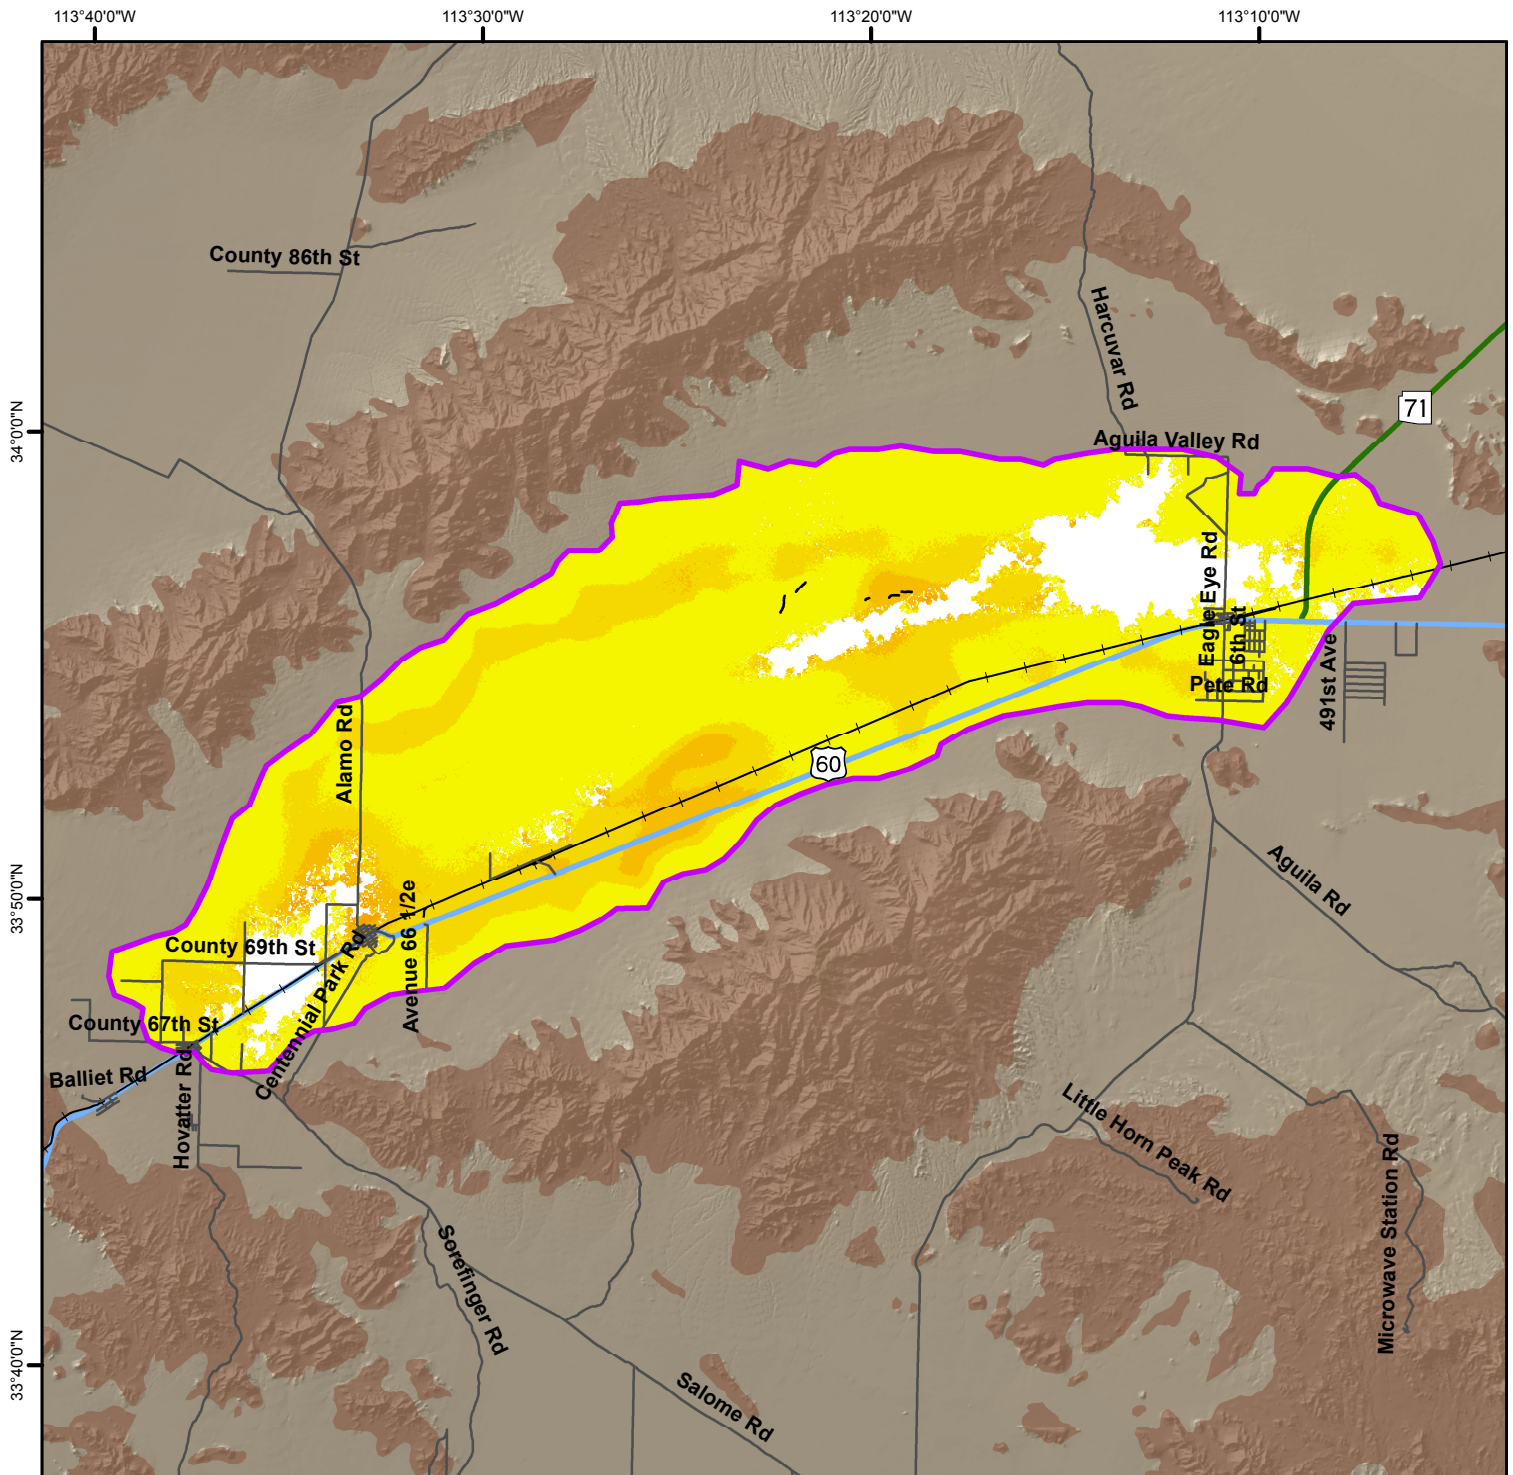 113°40'0"W
113°30'0"W
113°20'0"W
113°10'0"W
County 86th St
Harcuvar Rd
71
34°0'0"N
Aguila Valley Rd
Eagle Eye Rd
6th St
491st Ave
Pete Rd
Alamo Rd
60
33°50'0"N
Aguila Rd
Avenue 66 1/2e
County 69th St
Centennial Park Rd
County 67th St
Balliet Rd
Hovatter Rd
Little Horn Peak Rd
Microwave Station Rd
Sorefinger Rd
33°40'0"N
Salome Rd